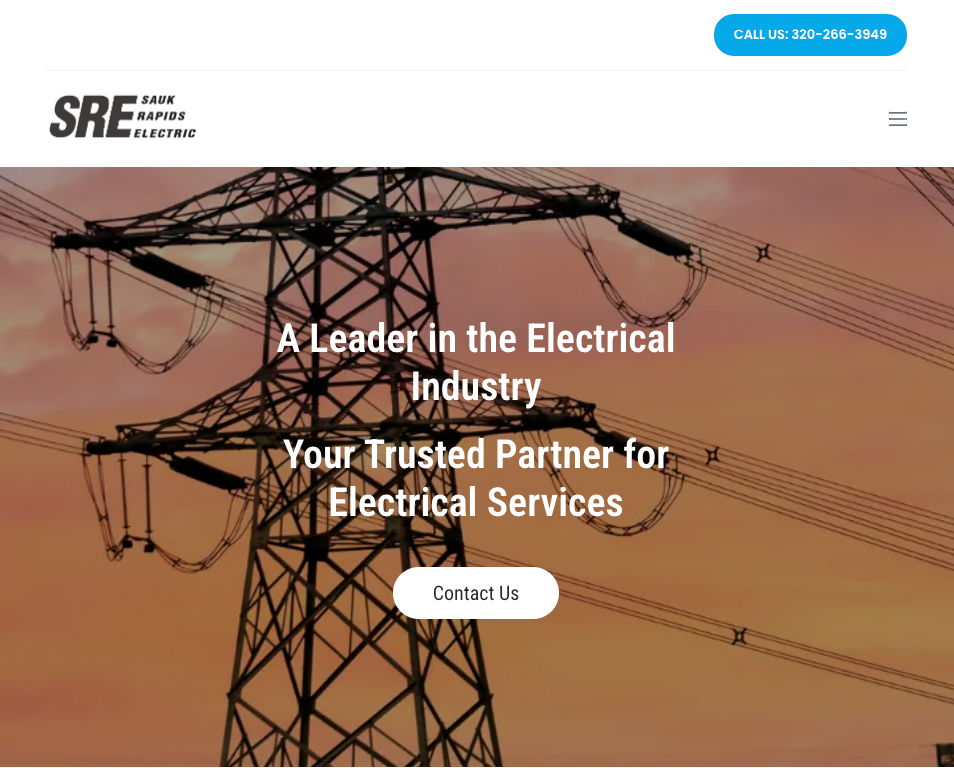 CALL US: 320-266-3949
SRE SAUK
RAPIDS
ELECTRIC
A Leader in the Electrical
Industry
Your Trusted Partner for
Electrical Services
Contact Us